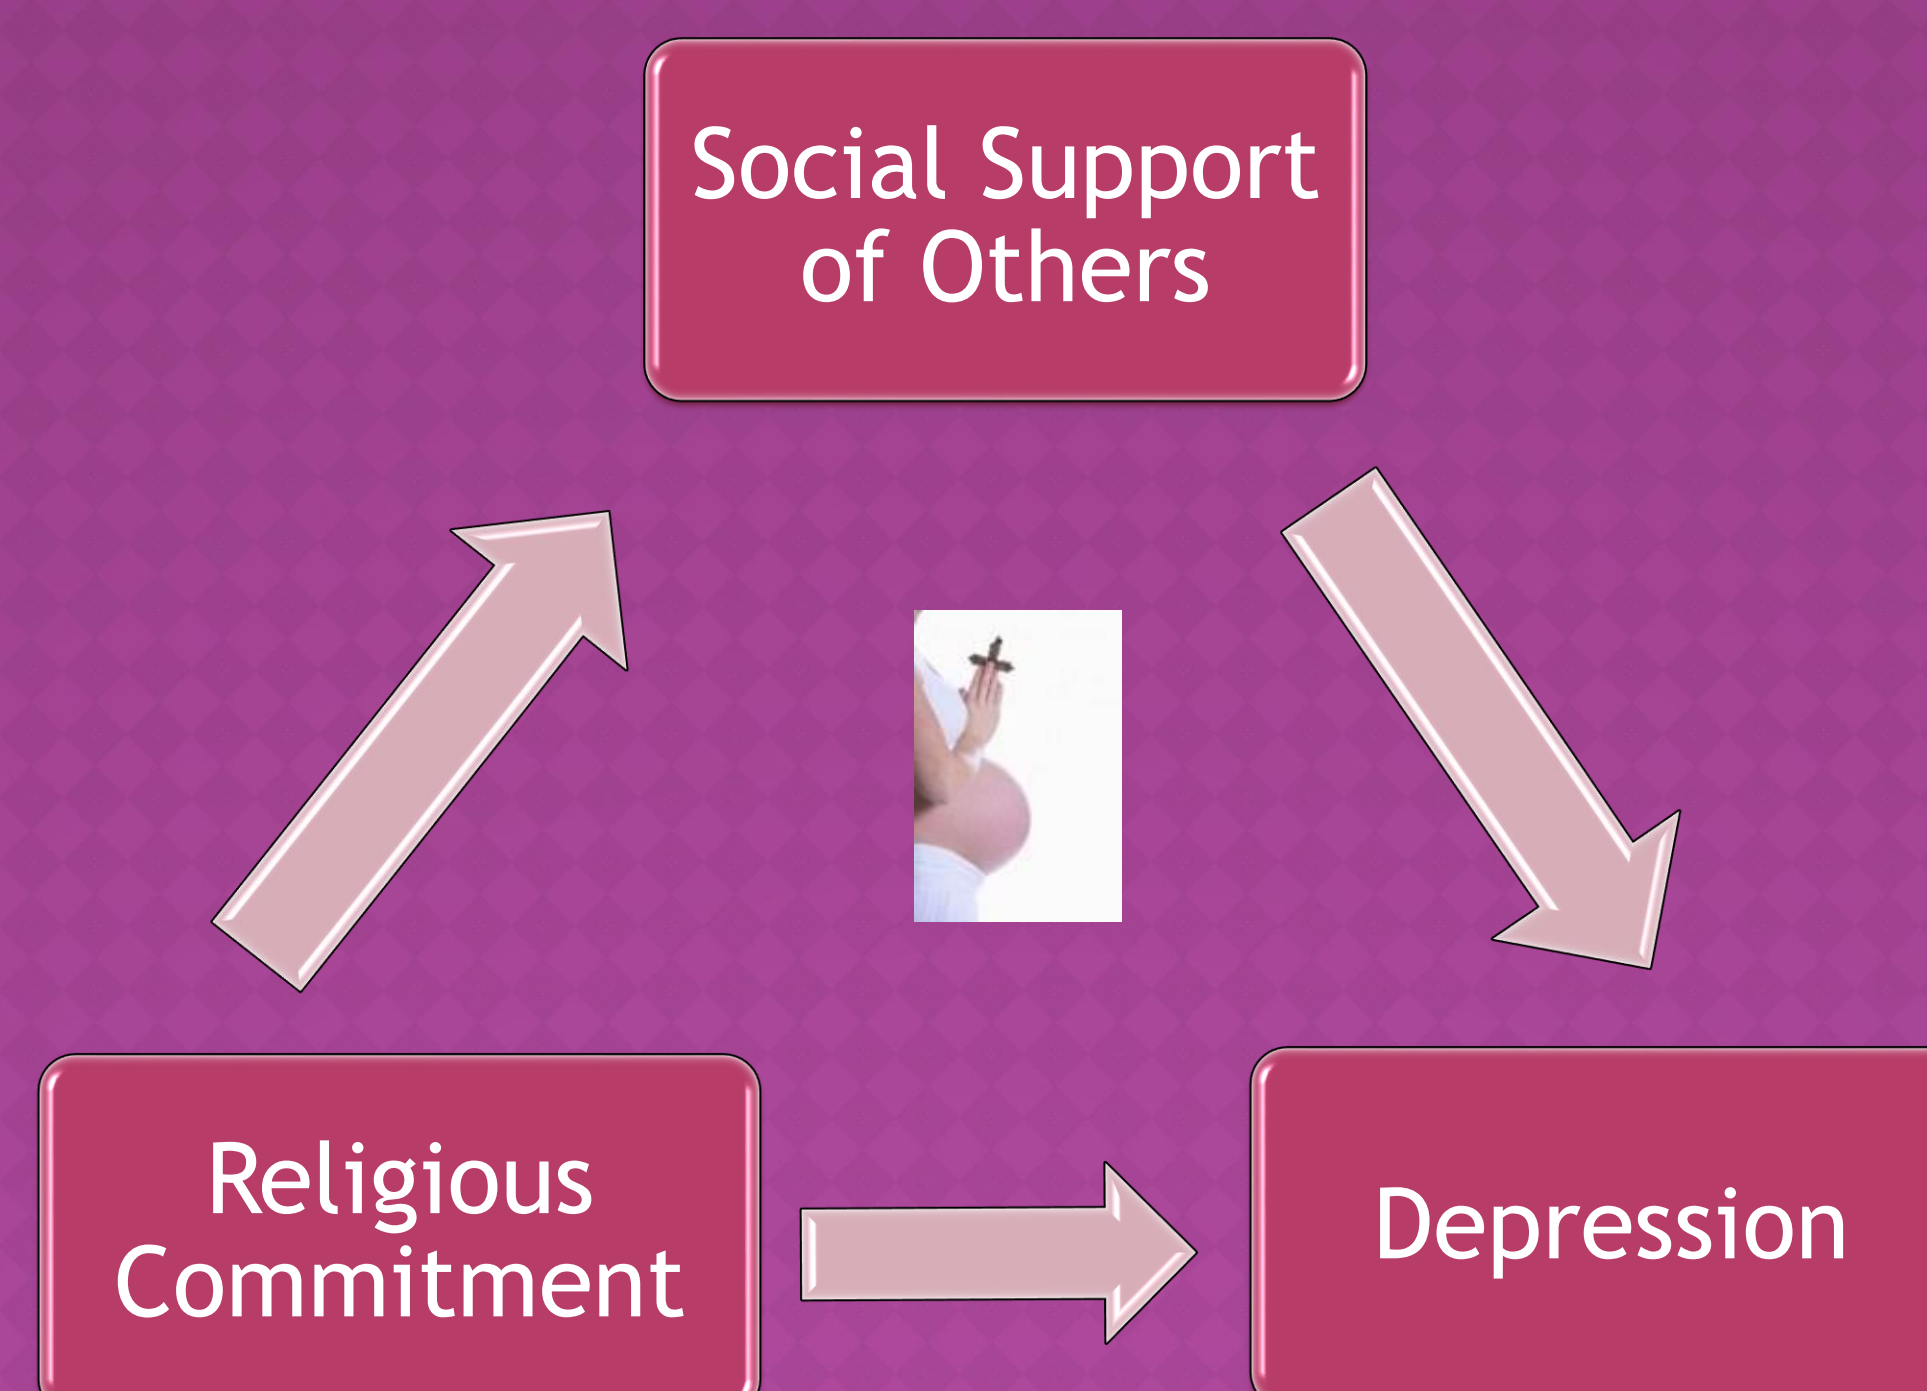 Social Support
of Others
Religious
Commitment
Depression